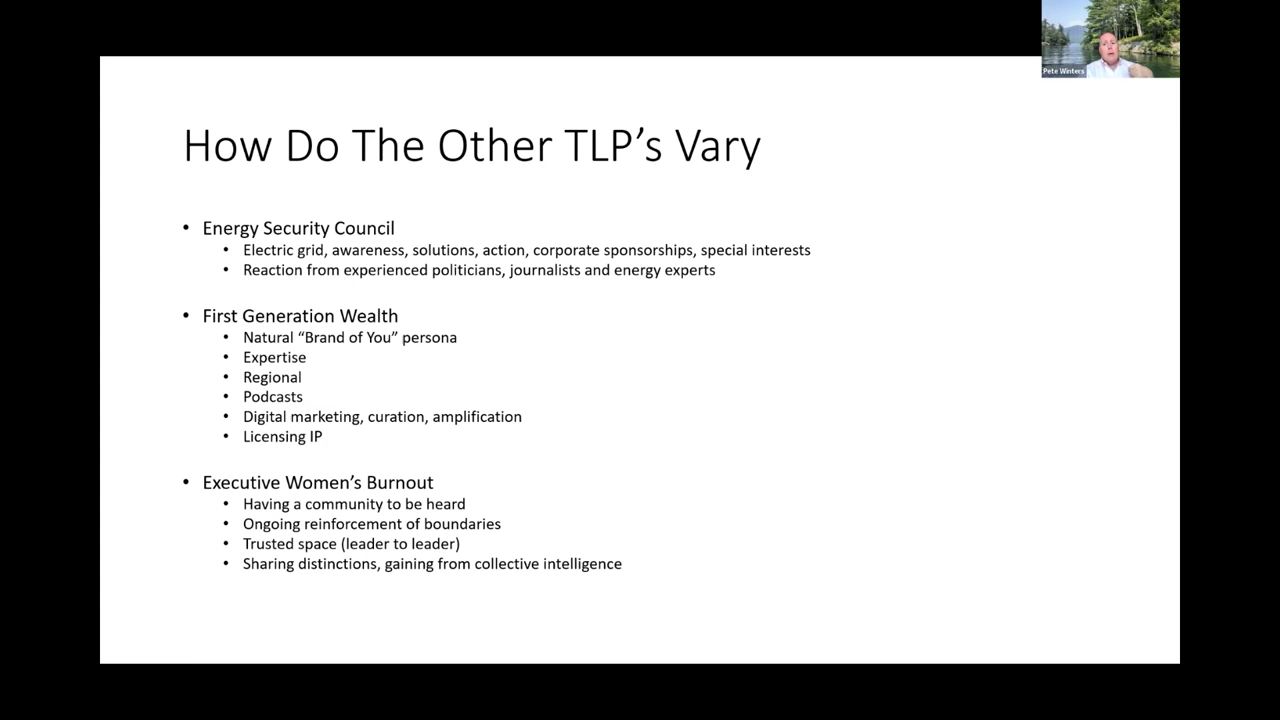 Pete Winters
How Do The Other TLP’s Vary
• Energy Security Council
• Electric grid, awareness, solutions, action, corporate sponsorships, special interests
• Reaction from experienced politicians, journalists and energy experts
• First Generation Wealth
• Natural “Brand of You” persona
• Expertise
• Regional
• Podcasts
• Digital marketing, curation, amplification
• Licensing IP
• Executive Women’s Burnout
• Having a community to be heard
• Ongoing reinforcement of boundaries
• Trusted space (leader to leader)
• Sharing distinctions, gaining from collective intelligence